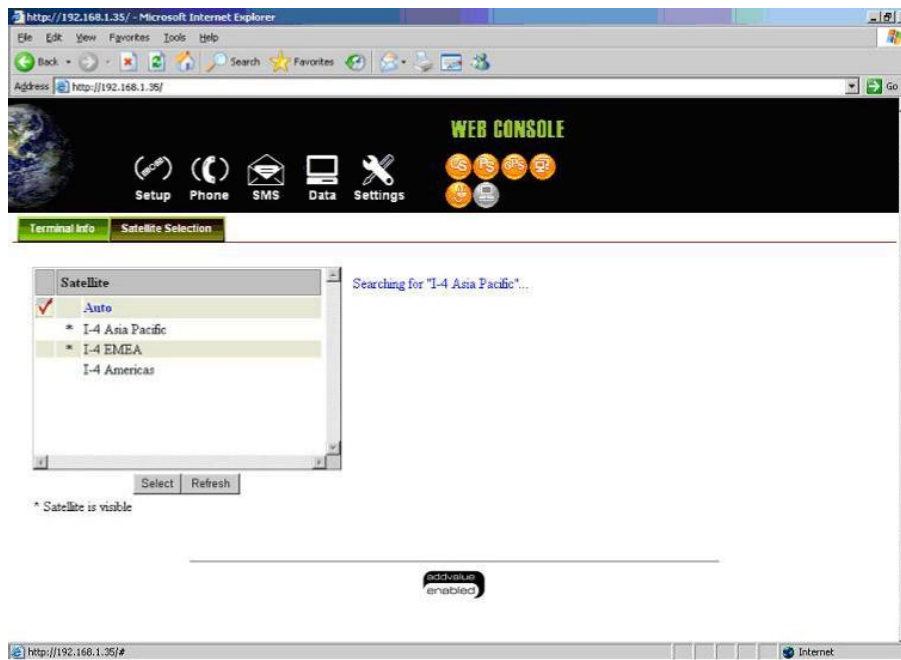 http://192.168.1.35/ - Microsoft Internet Explorer
File Edit View Favorites Tools Help
Back Search Favorites
Address http://192.168.1.35/ Go
WEB CONSOLE
CS PS GPS
Setup Phone SMS Data Settings
Terminal Info Satellite Selection
Satellite
Auto
* I-4 Asia Pacific
* I-4 EMEA
I-4 Americas
Searching for "I-4 Asia Pacific"...
Select Refresh
* Satellite is visible
addvalue
enabled
http://192.168.1.35/# Internet